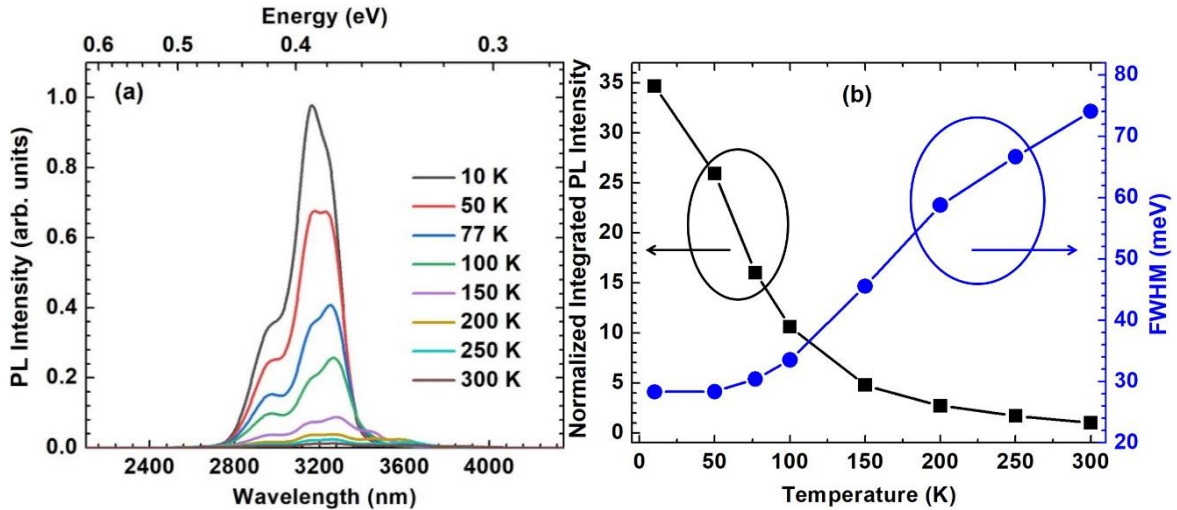 Energy (eV)
0.6 0.5 0.4 0.3
(a)
PL Intensity (arb. units)
1.0
0.8
0.6
0.4
0.2
0.0
10 K
50 K
77 K
100 K
150 K
200 K
250 K
300 K
2400 2800 3200 3600 4000
Wavelength (nm)
(b)
Normalized Integrated PL Intensity
35
30
25
20
15
10
5
0
80
70
60
50
40
30
20
FWHM (meV)
0 50 100 150 200 250 300
Temperature (K)